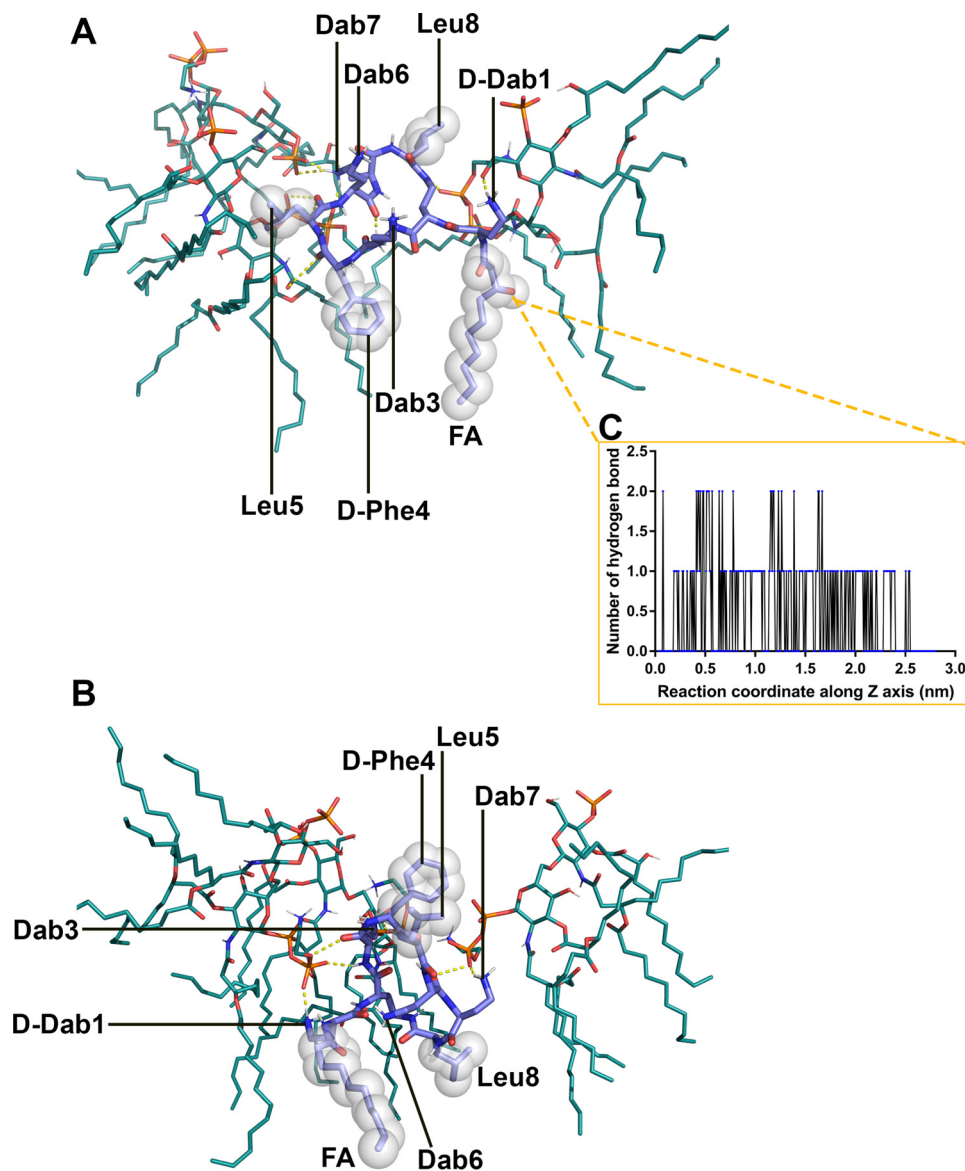 A
Dab7
Leu8
Dab6
D-Dab1
Dab3
FA
Leu5
D-Phe4
C
Number of hydrogen bond
2.5
2.0
1.5
1.0
0.5
0.0
0.0 0.5 1.0 1.5 2.0 2.5 3.0
Reaction coordinate along Z axis (nm)
B
Leu5
D-Phe4
Dab7
Dab3
D-Dab1
Leu8
FA
Dab6